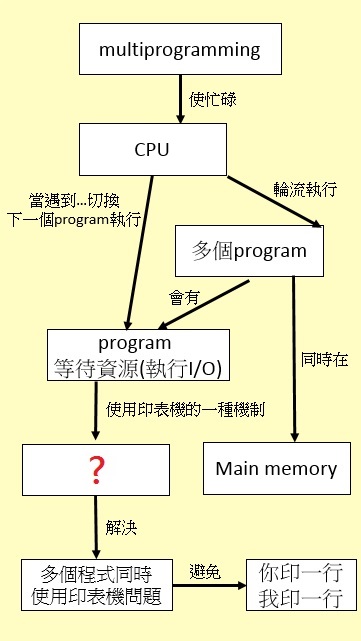 multiprogramming
使忙碌
CPU
當遇到...切換
下一個program執行
輪流執行
多個program
會有
program
等待資源(執行I/O)
同時在
使用印表機的一種機制
?
Main memory
解決
多個程式同時
使用印表機問題
避免
你印一行
我印一行